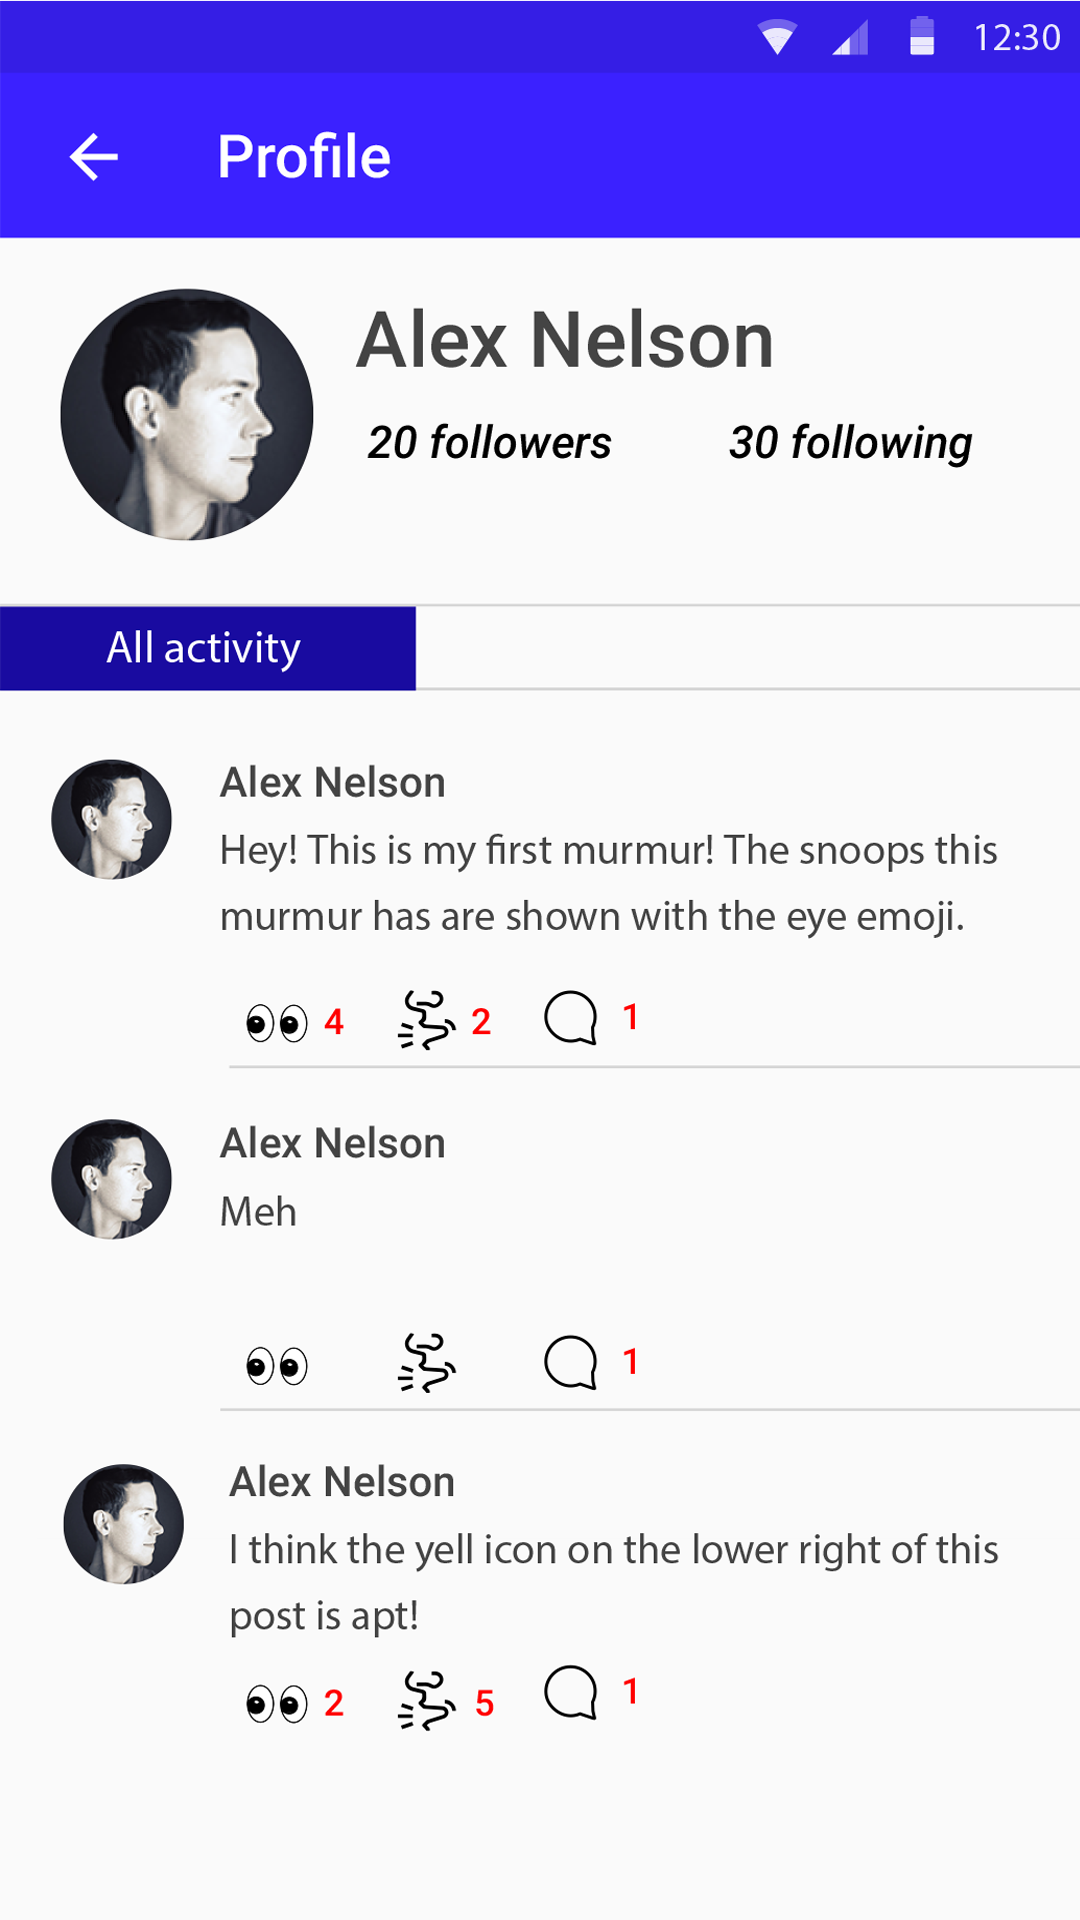 12:30
Profile
Alex Nelson
20 followers 30 following
All activity
Alex Nelson
Hey! This is my first murmur! The snoops this
murmur has are shown with the eye emoji.
4 2 1
Alex Nelson
Meh
1
Alex Nelson
I think the yell icon on the lower right of this
post is apt!
2 5 1